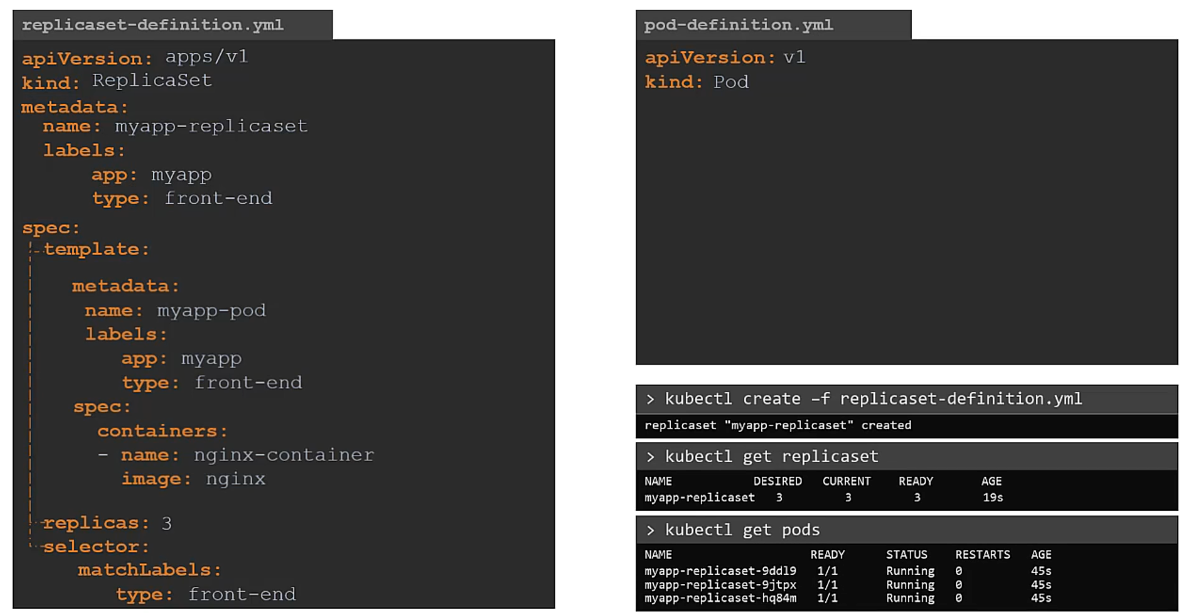 replicaset-definition.yml
apiVersion: apps/v1
kind: ReplicaSet
metadata:
name: myapp-replicaset
labels:
app: myapp
type: front-end
spec:
template:
metadata:
name: myapp-pod
labels:
app: myapp
type: front-end
spec:
containers:
- name: nginx-container
image: nginx
replicas: 3
selector:
matchLabels:
type: front-end
pod-definition.yml
apiVersion: v1
kind: Pod
> kubectl create –f replicaset-definition.yml
replicaset "myapp-replicaset" created
> kubectl get replicaset
NAME DESIRED CURRENT READY AGE
myapp-replicaset 3 3 3 19s
> kubectl get pods
NAME READY STATUS RESTARTS AGE
myapp-replicaset-9ddl9 1/1 Running 0 45s
myapp-replicaset-9jtpx 1/1 Running 0 45s
myapp-replicaset-hq84m 1/1 Running 0 45s